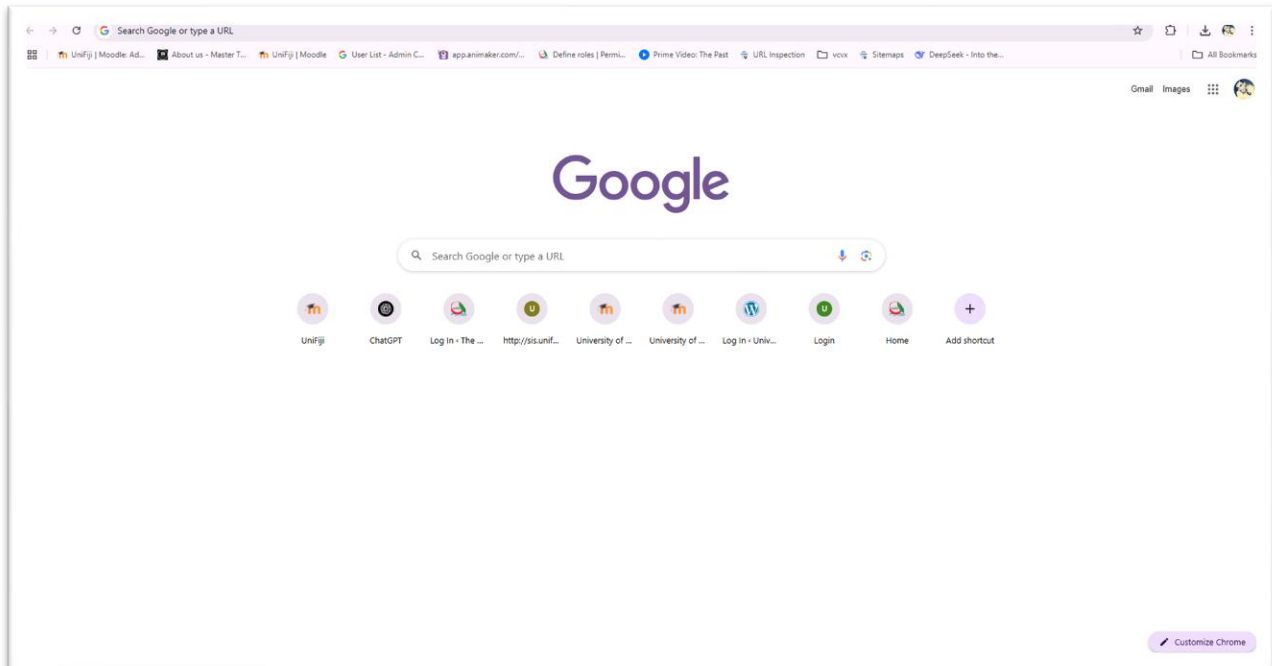 Search Google or type a URL
UniFiji | Moodle: Ad... About us - Master T... UniFiji | Moodle User List - Admin C... app.animaker.com/... Define roles | Permi... Prime Video: The Past URL Inspection vcvx Sitemaps DeepSeek - Into the... All Bookmarks
Gmail Images
Google
Search Google or type a URL
UniFiji ChatGPT Log In ‹ The ... http://sis.unif... University of ... University of ... Log In ‹ Univ... Login Home Add shortcut
Customize Chrome